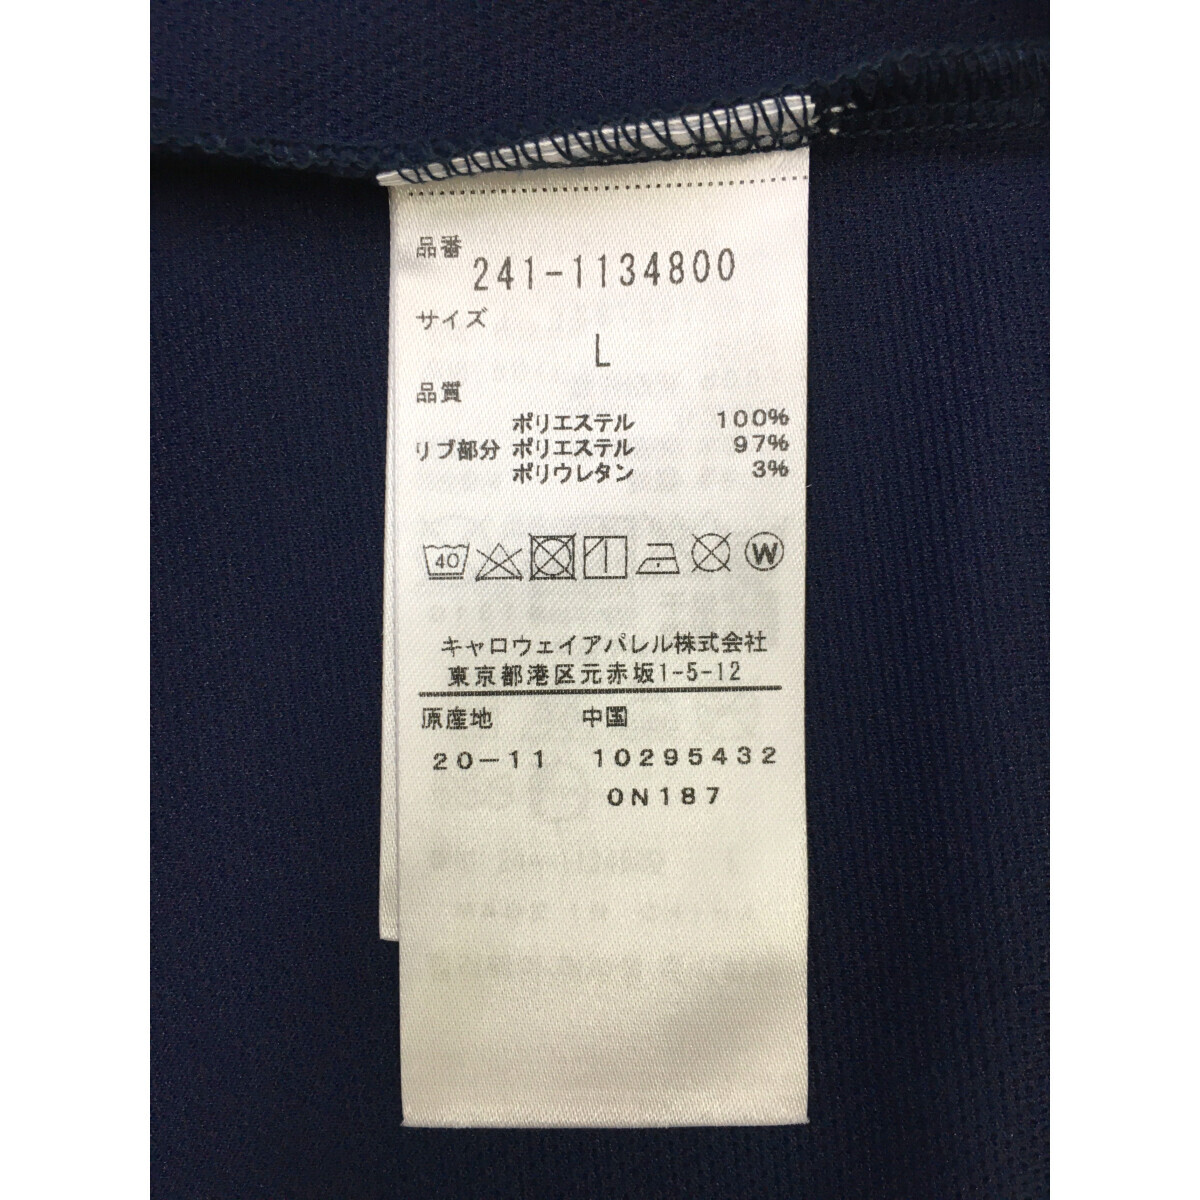 品番
241-1134800
サイズ
L
品質
ポリエステル 100%
リブ部分 ポリエステル 97%
ポリウレタン 3%
40 W
キャロウェイアパレル株式会社
東京都港区元赤坂1-5-12
原産地 中国
20-11 10295432
0N187